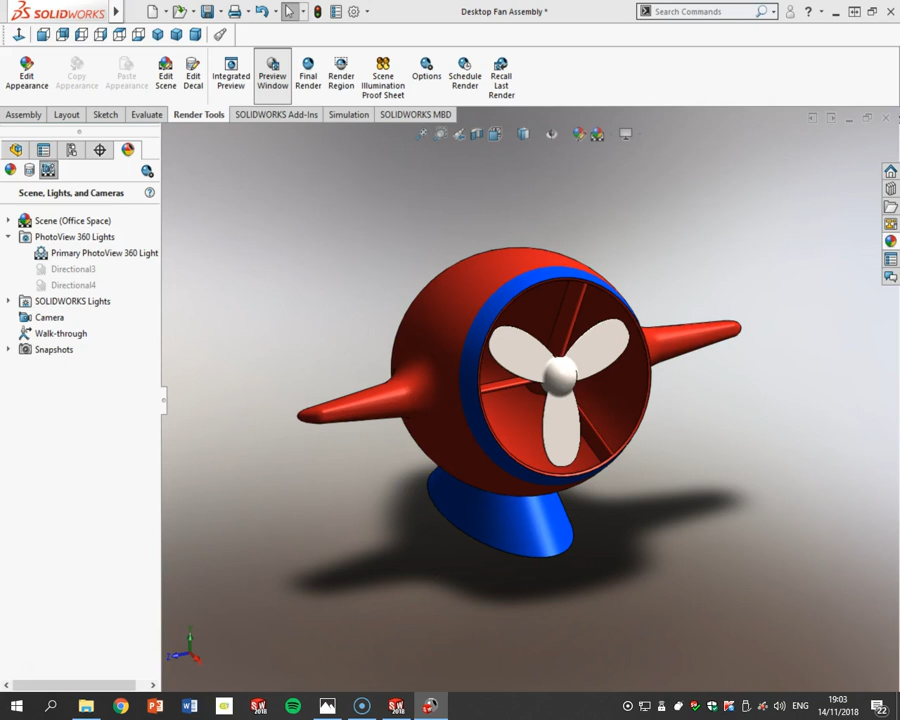 SOLIDWORKS
Desktop Fan Assembly *
Search Commands
Edit Appearance
Copy Appearance
Paste Appearance
Edit Scene
Edit Decal
Integrated Preview
Preview Window
Final Render
Render Region
Scene Illumination Proof Sheet
Options
Schedule Render
Recall Last Render
Assembly Layout Sketch Evaluate Render Tools SOLIDWORKS Add-Ins Simulation SOLIDWORKS MBD
Scene, Lights, and Cameras
Scene (Office Space)
PhotoView 360 Lights
Primary PhotoView 360 Light
Directional3
Directional4
SOLIDWORKS Lights
Camera
Walk-through
Snapshots
ENG
19:03
14/11/2018
22